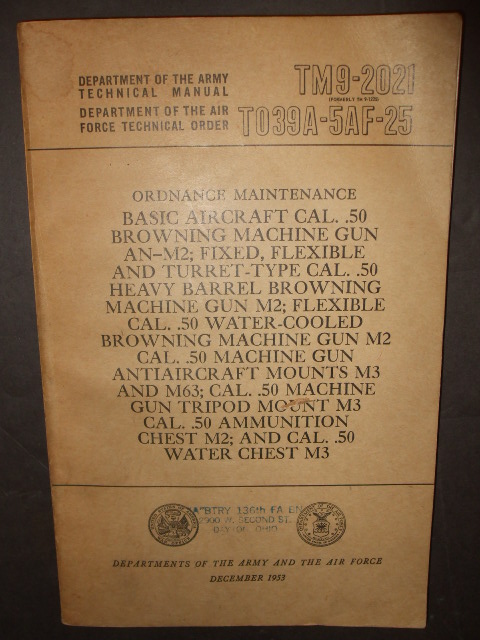 DEPARTMENT OF THE ARMY
TECHNICAL MANUAL
TM9-2021
DEPARTMENT OF THE AIR
FORCE TECHNICAL ORDER
TO39A-5AF-25
ORDNANCE MAINTENANCE
BASIC AIRCRAFT CAL. .50
BROWNING MACHINE GUN
AN-M2; FIXED, FLEXIBLE
AND TURRET-TYPE CAL. .50
HEAVY BARREL BROWNING
MACHINE GUN M2; FLEXIBLE
CAL. .50 WATER-COOLED
BROWNING MACHINE GUN M2
CAL. .50 MACHINE GUN
ANTIAIRCRAFT MOUNTS M3
AND M63; CAL. .50 MACHINE
GUN TRIPOD MOUNT M3
CAL. .50 AMMUNITION
CHEST M2; AND CAL. .50
WATER CHEST M3
BTRY 136th FA
W. SECOND ST.
OHIO
DEPARTMENTS OF THE ARMY AND THE AIR FORCE
DECEMBER 1953